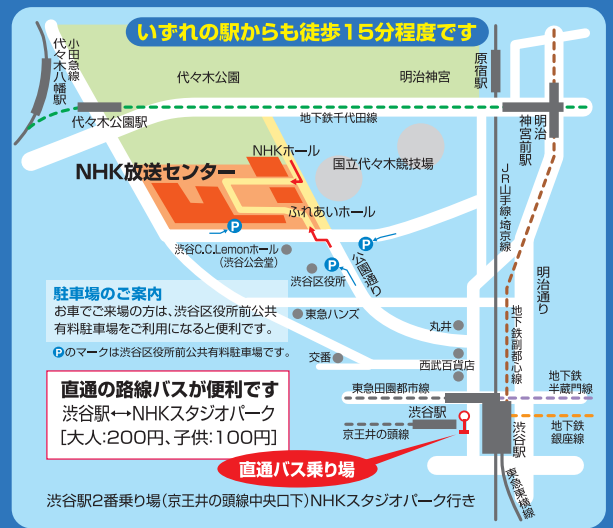 いずれの駅からも徒歩15分程度です
小田急線
代々木八幡駅
代々木公園
明治神宮
原宿駅
代々木公園駅
地下鉄千代田線
明治
神宮前駅
NHKホール
NHK放送センター
国立代々木競技場
JR山手線・埼京線
ふれあいホール
P
P
P
渋谷C.C.Lemonホール
(渋谷公会堂)
公園通り
渋谷区役所
明治通り
地下鉄副都心線
駐車場のご案内
お車でご来場の方は、渋谷区役所前公共
有料駐車場をご利用になると便利です。
Pのマークは渋谷区役所前公共有料駐車場です。
東急ハンズ
丸井
交番
西武百貨店
直通の路線バスが便利です
渋谷駅↔NHKスタジオパーク
[大人:200円、子供:100円]
東急田園都市線
地下鉄
半蔵門線
渋谷駅
京王井の頭線
渋谷駅
地下鉄
銀座線
直通バス乗り場
東急東横線
渋谷駅2番乗り場(京王井の頭線中央口下)NHKスタジオパーク行き